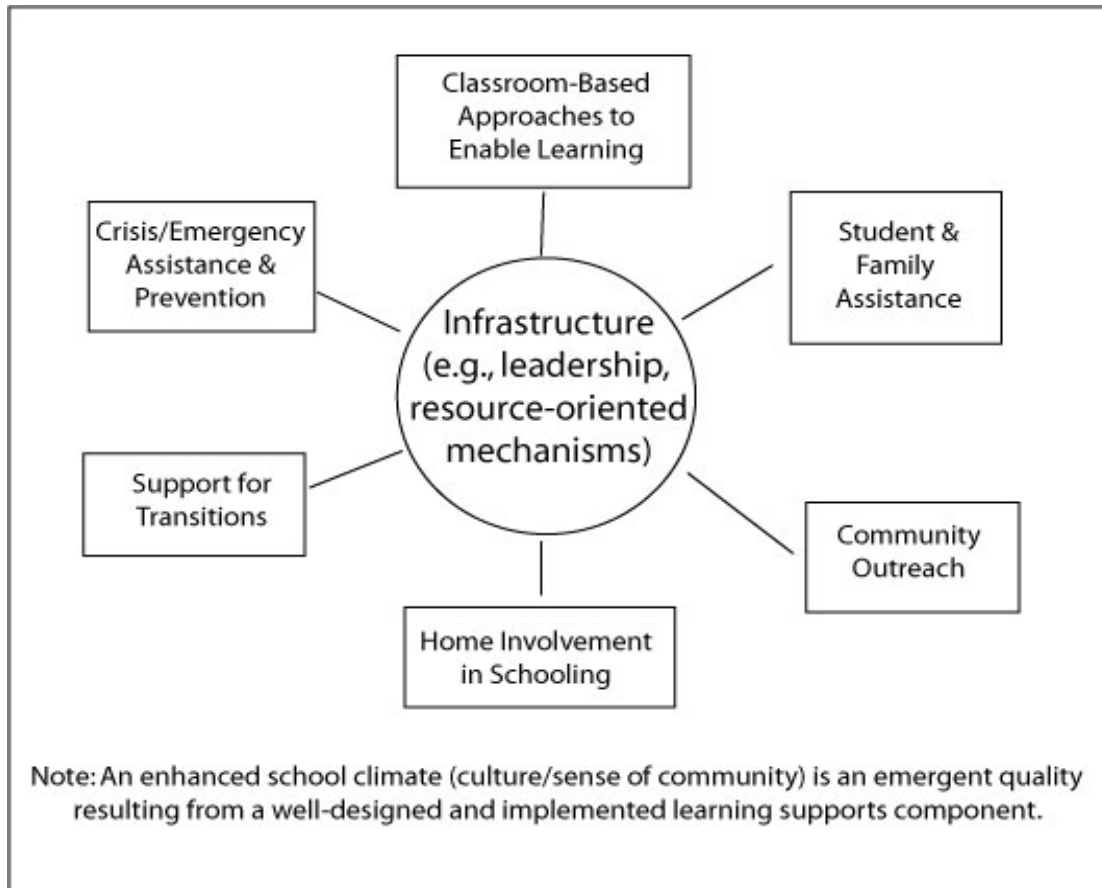 Classroom-Based
Approaches to
Enable Learning
Crisis/Emergency
Assistance &
Prevention
Student &
Family
Assistance
Infrastructure
(e.g., leadership,
resource-oriented
mechanisms)
Support for
Transitions
Community
Outreach
Home Involvement
in Schooling
Note: An enhanced school climate (culture/sense of community) is an emergent quality
resulting from a well-designed and implemented learning supports component.